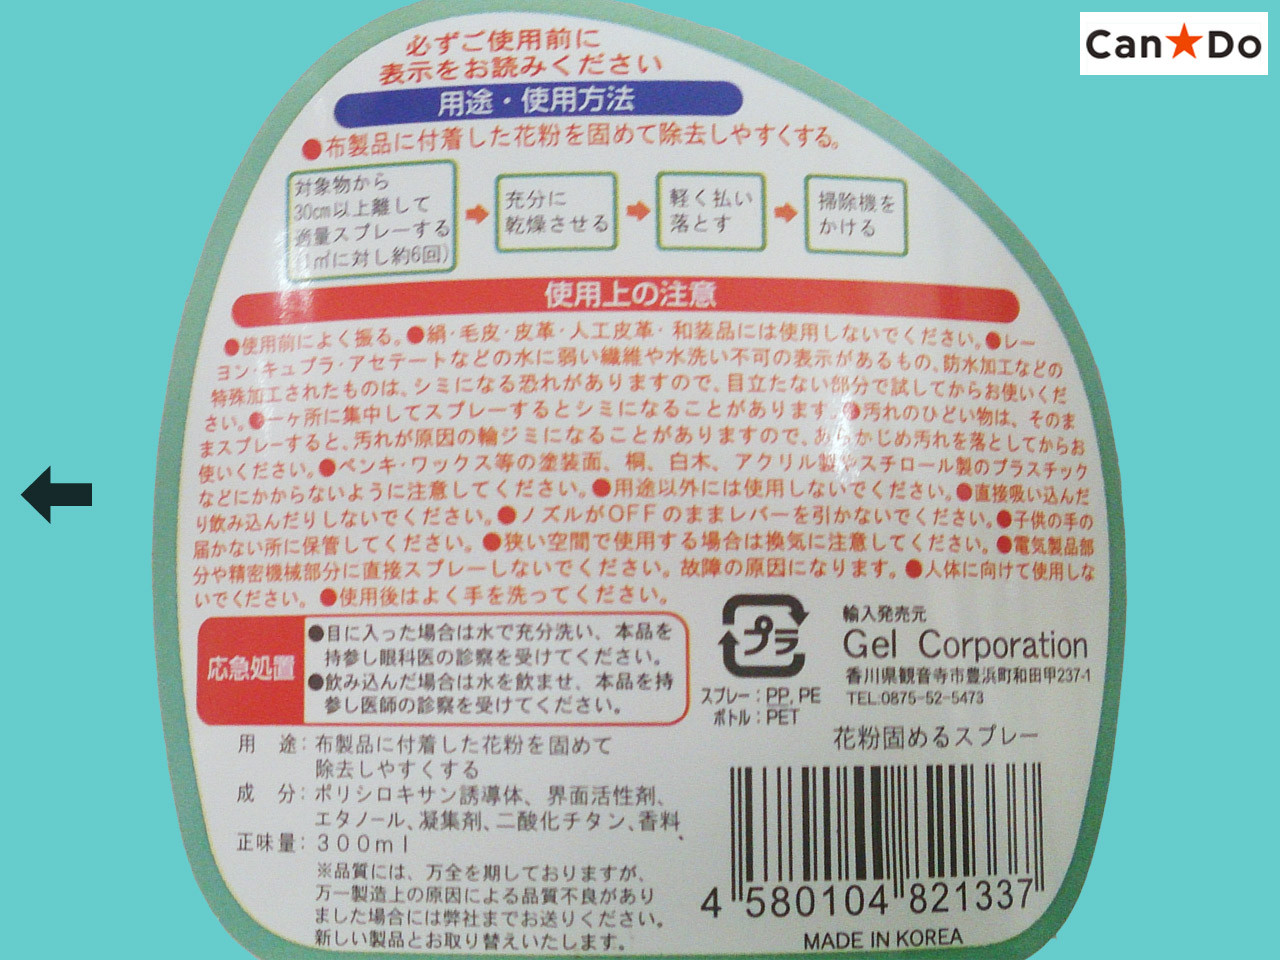 Can★Do
必ずご使用前に
表示をお読みください
用途・使用方法
●布製品に付着した花粉を固めて除去しやすくする。
対象物から
30cm以上離して
適量スプレーする
(1㎡に対し約6回)
充分に
乾燥させる
軽く払い
落とす
掃除機を
かける
使用上の注意
●使用前によく振る。●絹・毛皮・皮革・人工皮革・和装品には使用しないでください。●レー
ヨン・キュプラ・アセテートなどの水に弱い繊維や水洗い不可の表示があるもの、防水加工などの
特殊加工されたものは、シミになる恐れがありますので、目立たない部分で試してからお使いくだ
さい。●一ヶ所に集中してスプレーするとシミになることがあります。●汚れのひどい物は、そのま
まスプレーすると、汚れが原因の輪ジミになることがありますので、あらかじめ汚れを落としてからお
使いください。●ペンキ・ワックス等の塗装面、桐、白木、アクリル製やスチロール製のプラスチック
などにかからないように注意してください。●用途以外には使用しないでください。●直接吸い込んだ
り飲み込んだりしないでください。●ノズルがOFFのままレバーを引かないでください。●子供の手の
届かない所に保管してください。●狭い空間で使用する場合は換気に注意してください。●電気製品部
分や精密機械部分に直接スプレーしないでください。故障の原因になります。●人体に向けて使用しな
いでください。●使用後はよく手を洗ってください。
応急処置
●目に入った場合は水で充分洗い、本品を
持参し眼科医の診察を受けてください。
●飲み込んだ場合は水を飲ませ、本品を持
参し医師の診察を受けてください。
プラ
スプレー：PP, PE
ボトル：PET
輸入発売元
Gel Corporation
香川県観音寺市豊浜町和田甲237-1
TEL:0875-52-5473
花粉固めるスプレー
用　途：布製品に付着した花粉を固めて
除去しやすくする
成　分：ポリシロキサン誘導体、界面活性剤、
エタノール、凝集剤、二酸化チタン、香料
正味量：300ml
※品質には、万全を期しておりますが、
万一製造上の原因による品質不良があり
ました場合には弊社までお送りください。
新しい製品とお取り替えいたします。
4 580104 821337
MADE IN KOREA